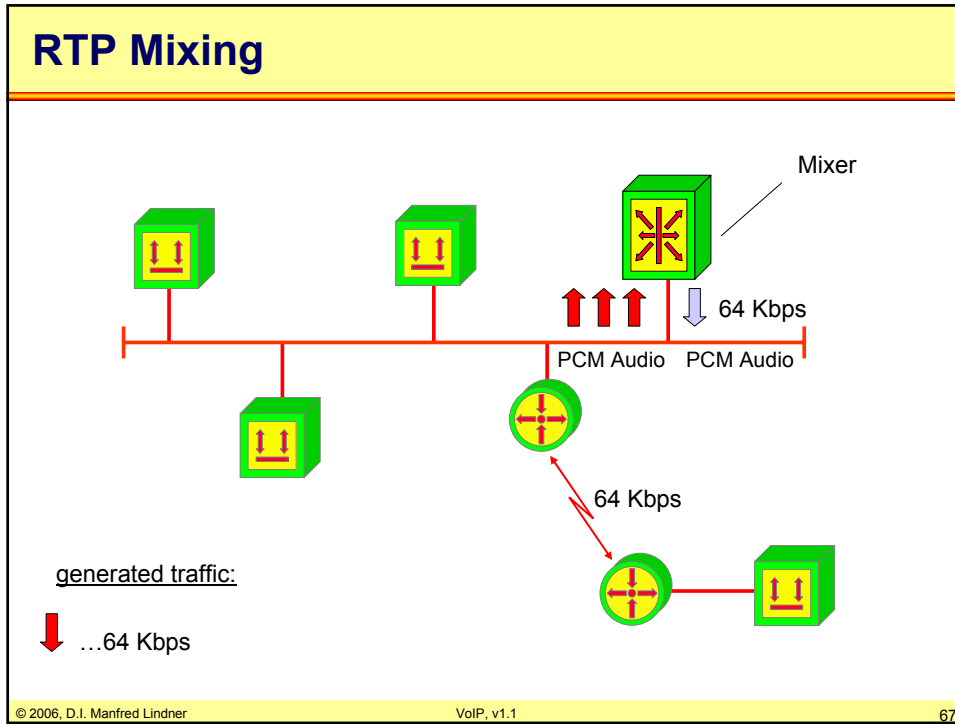 RTP Mixing
Mixer
64 Kbps
PCM Audio PCM Audio
64 Kbps
generated traffic:
…64 Kbps
© 2006, D.I. Manfred Lindner VoIP, v1.1 67